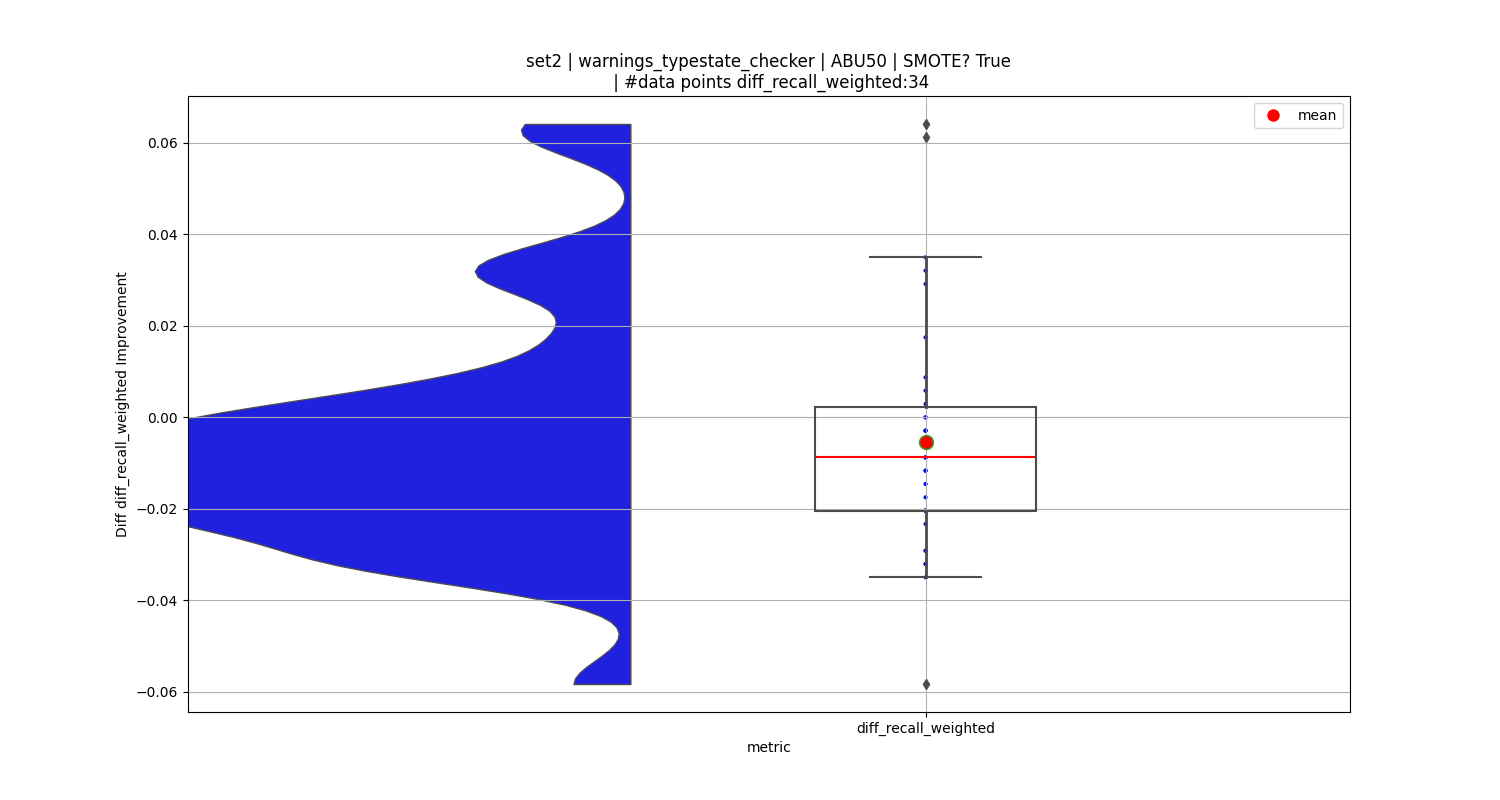 set2 | warnings_typestate_checker | ABU50 | SMOTE? True
| #data points diff_recall_weighted:34
mean
0.06
0.04
0.02
0.00
−0.02
−0.04
−0.06
Diff diff_recall_weighted Improvement
diff_recall_weighted
metric